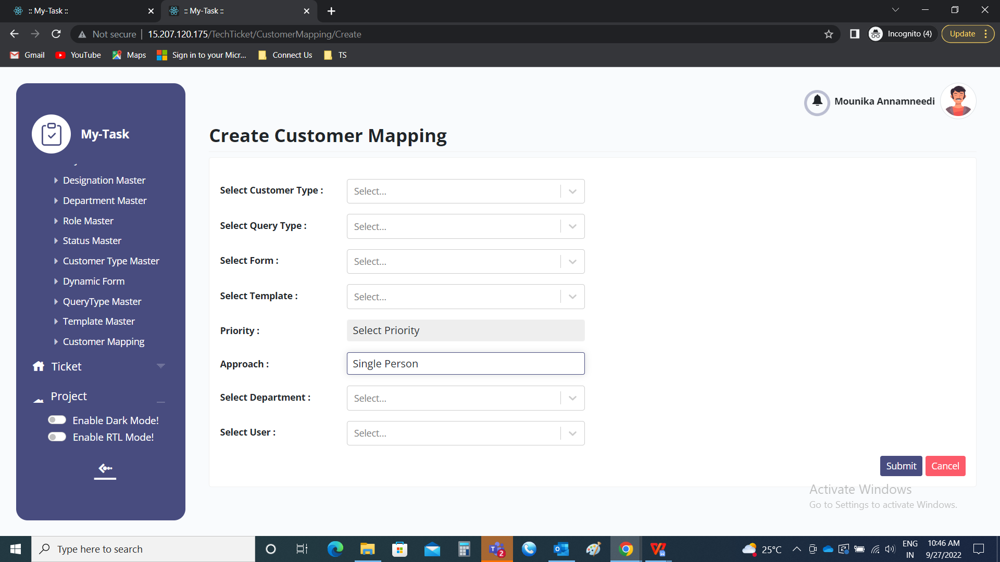 :: My-Task ::
:: My-Task ::
Not secure
15.207.120.175/TechTicket/CustomerMapping/Create
Incognito (4)
Update
Gmail
YouTube
Maps
Sign in to your Micr...
Connect Us
TS
My-Task
Designation Master
Department Master
Role Master
Status Master
Customer Type Master
Dynamic Form
QueryType Master
Template Master
Customer Mapping
Ticket
Project
Enable Dark Mode!
Enable RTL Mode!
Mounika Annamneedi
Create Customer Mapping
Select Customer Type :
Select...
Select Query Type :
Select...
Select Form :
Select...
Select Template :
Select...
Priority :
Select Priority
Approach :
Single Person
Select Department :
Select...
Select User :
Select...
Submit
Cancel
Activate Windows
Go to Settings to activate Windows.
Type here to search
2
25°C
ENG
IN
10:46 AM
9/27/2022